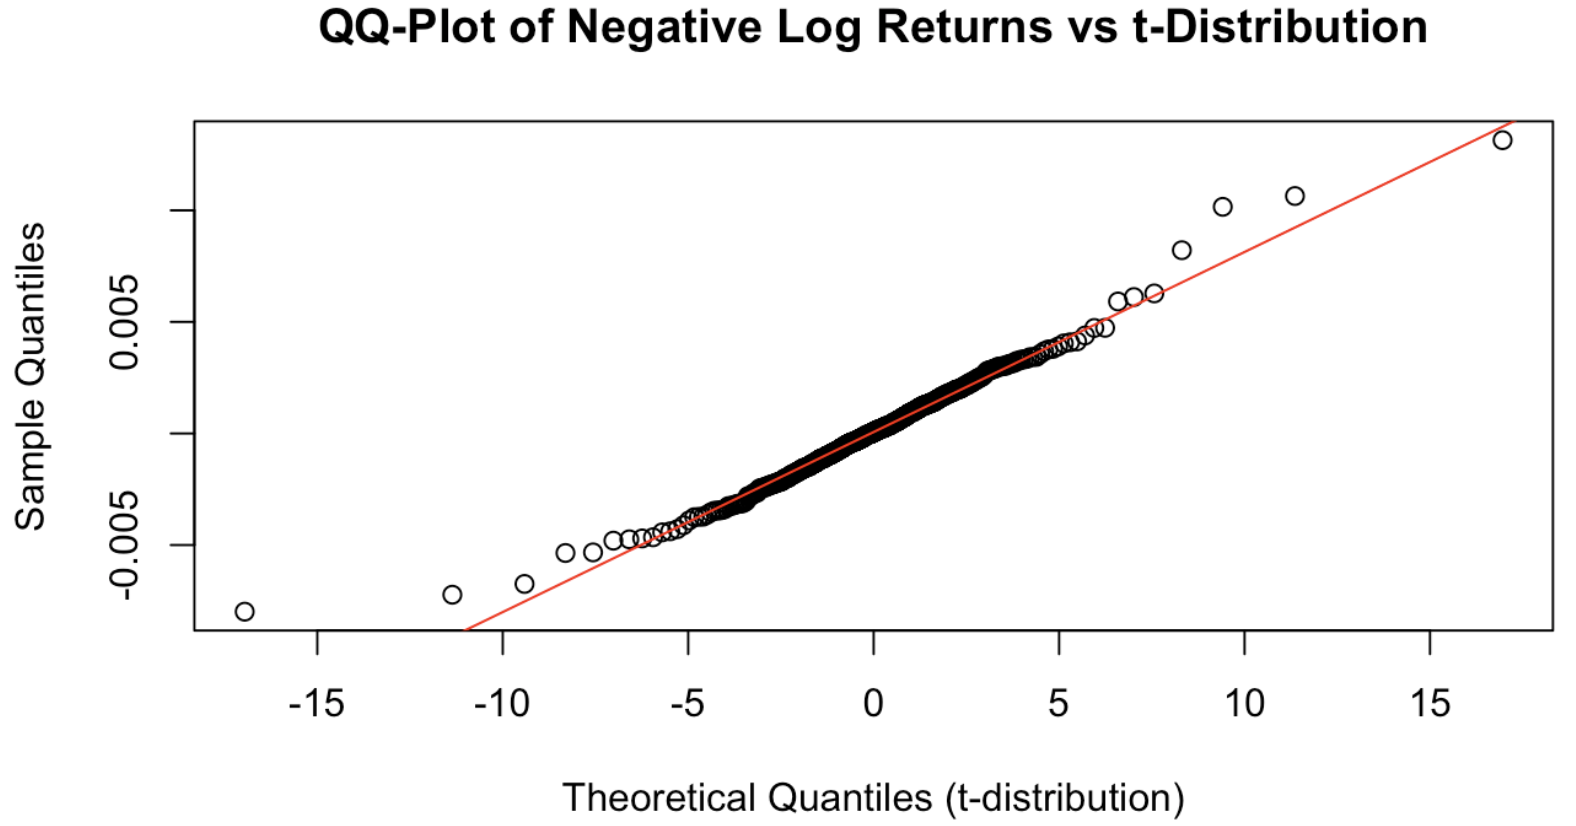 QQ-Plot of Negative Log Returns vs t-Distribution
Sample Quantiles
0.005
-0.005
-15 -10 -5 0 5 10 15
Theoretical Quantiles (t-distribution)